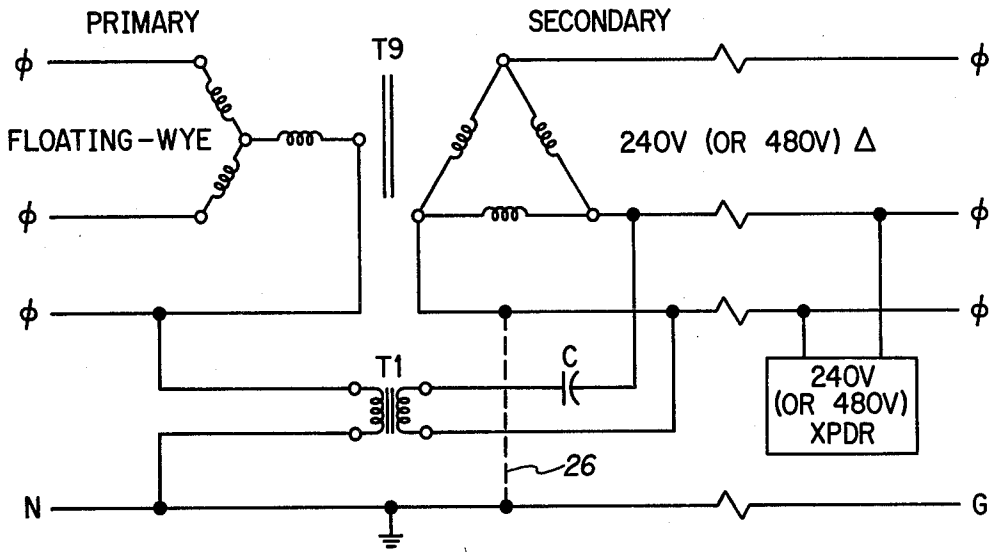 PRIMARY
SECONDARY
T9
ϕ
ϕ
FLOATING-WYE
240V (OR 480V) Δ
ϕ
ϕ
ϕ
ϕ
T1
C
240V
(OR 480V)
XPDR
26
N
G